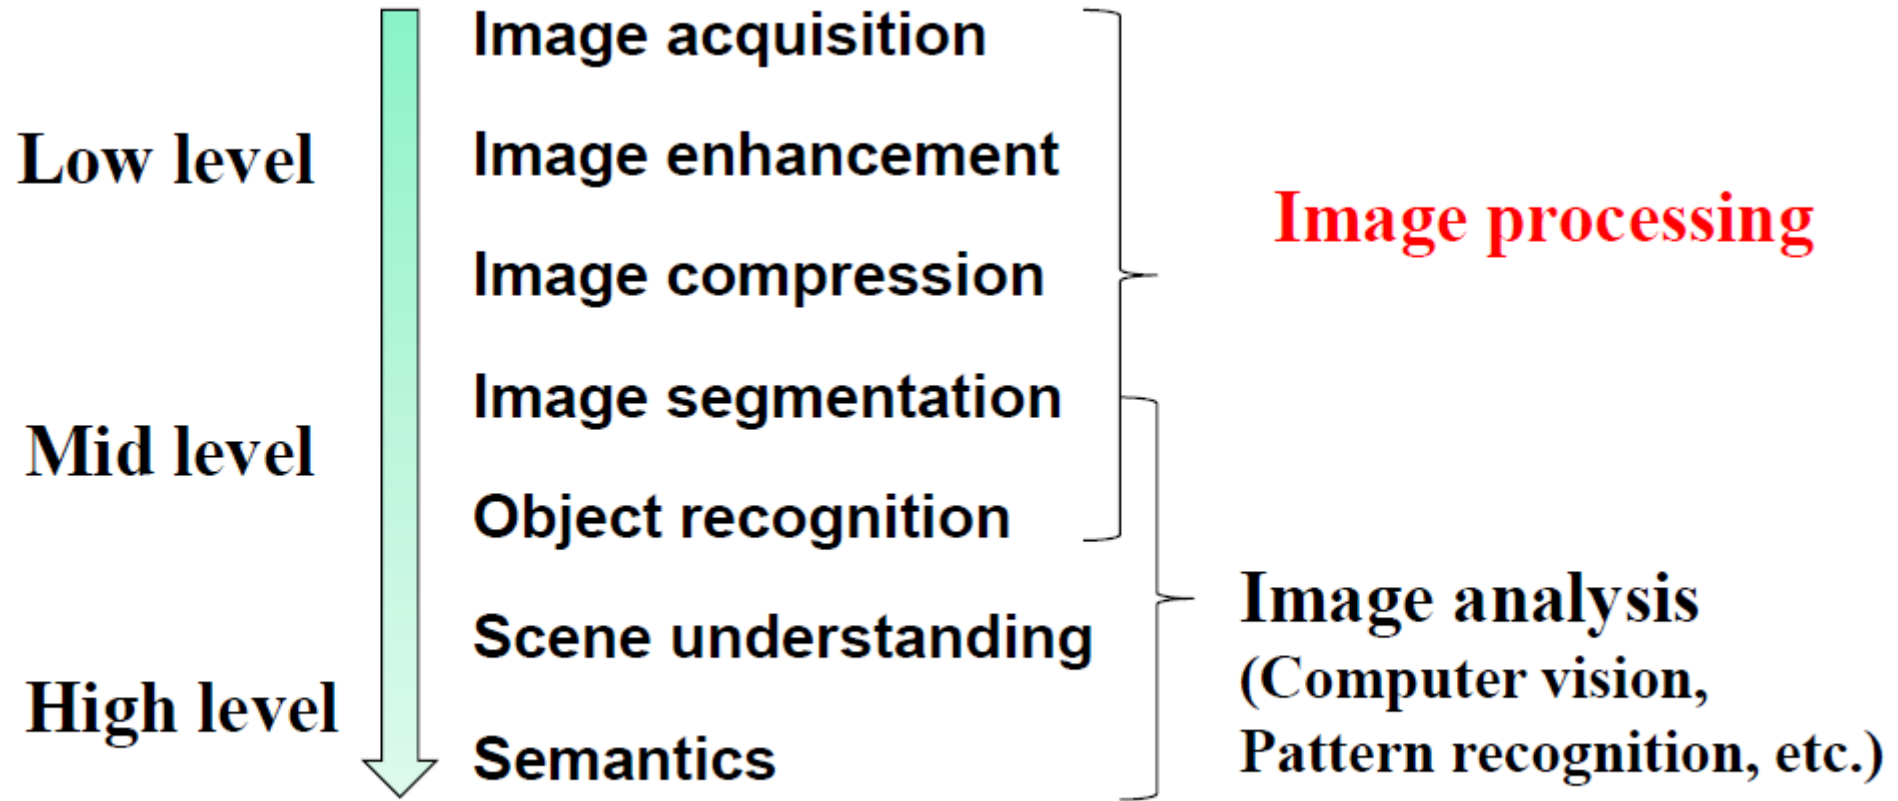 Low level
Mid level
High level
Image acquisition
Image enhancement
Image compression
Image segmentation
Object recognition
Scene understanding
Semantics
Image processing
Image analysis
(Computer vision,
Pattern recognition, etc.)